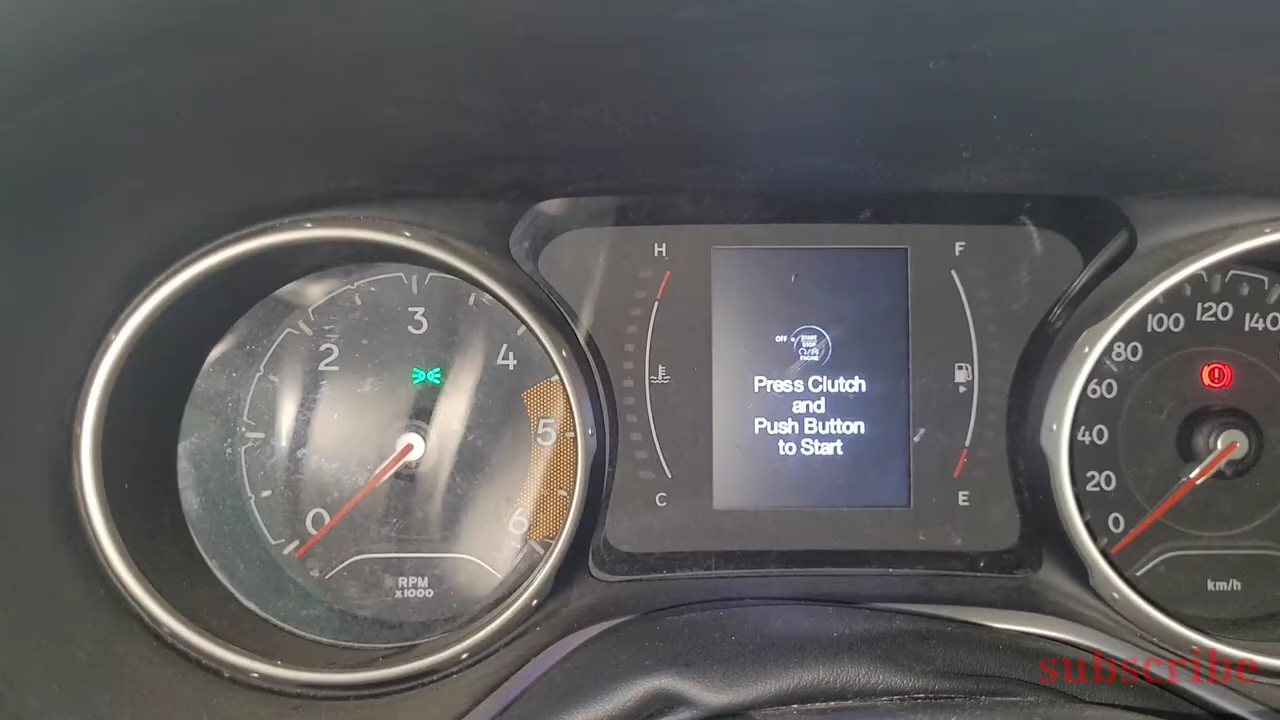 H
F
3
2
4
5
0
6
RPM
x1000
C
E
OFF
START
STOP
ENGINE
Press Clutch
and
Push Button
to Start
0
20
40
60
80
100
120
140
km/h
subscribe